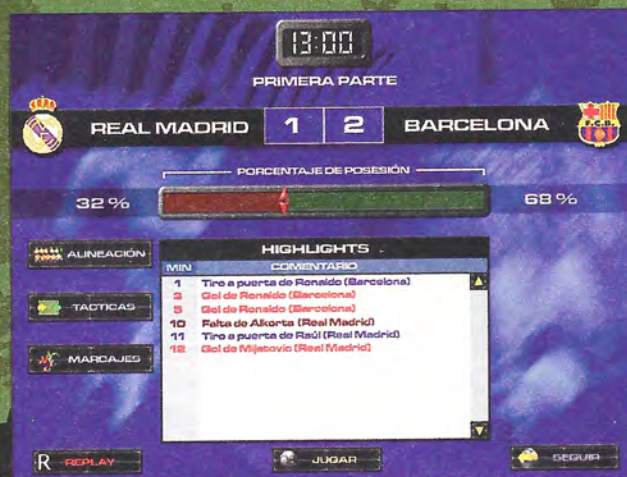 13:00
PRIMERA PARTE
REAL MADRID 1 2 BARCELONA
F.C.B.
PORCENTAJE DE POSESIÓN
32% 68%
ALINEACIÓN
TACTICAS
MARCAJES
HIGHLIGHTS
MIN COMENTARIO
1 Tiro a puerta de Ronaldo (Barcelona)
3 Gol de Ronaldo (Barcelona)
5 Gol de Ronaldo (Barcelona)
10 Falta de Alkorta (Real Madrid)
11 Tiro a puerta de Raúl (Real Madrid)
12 Gol de Mijatovic (Real Madrid)
R REPLAY
JUGAR
SEGUIR